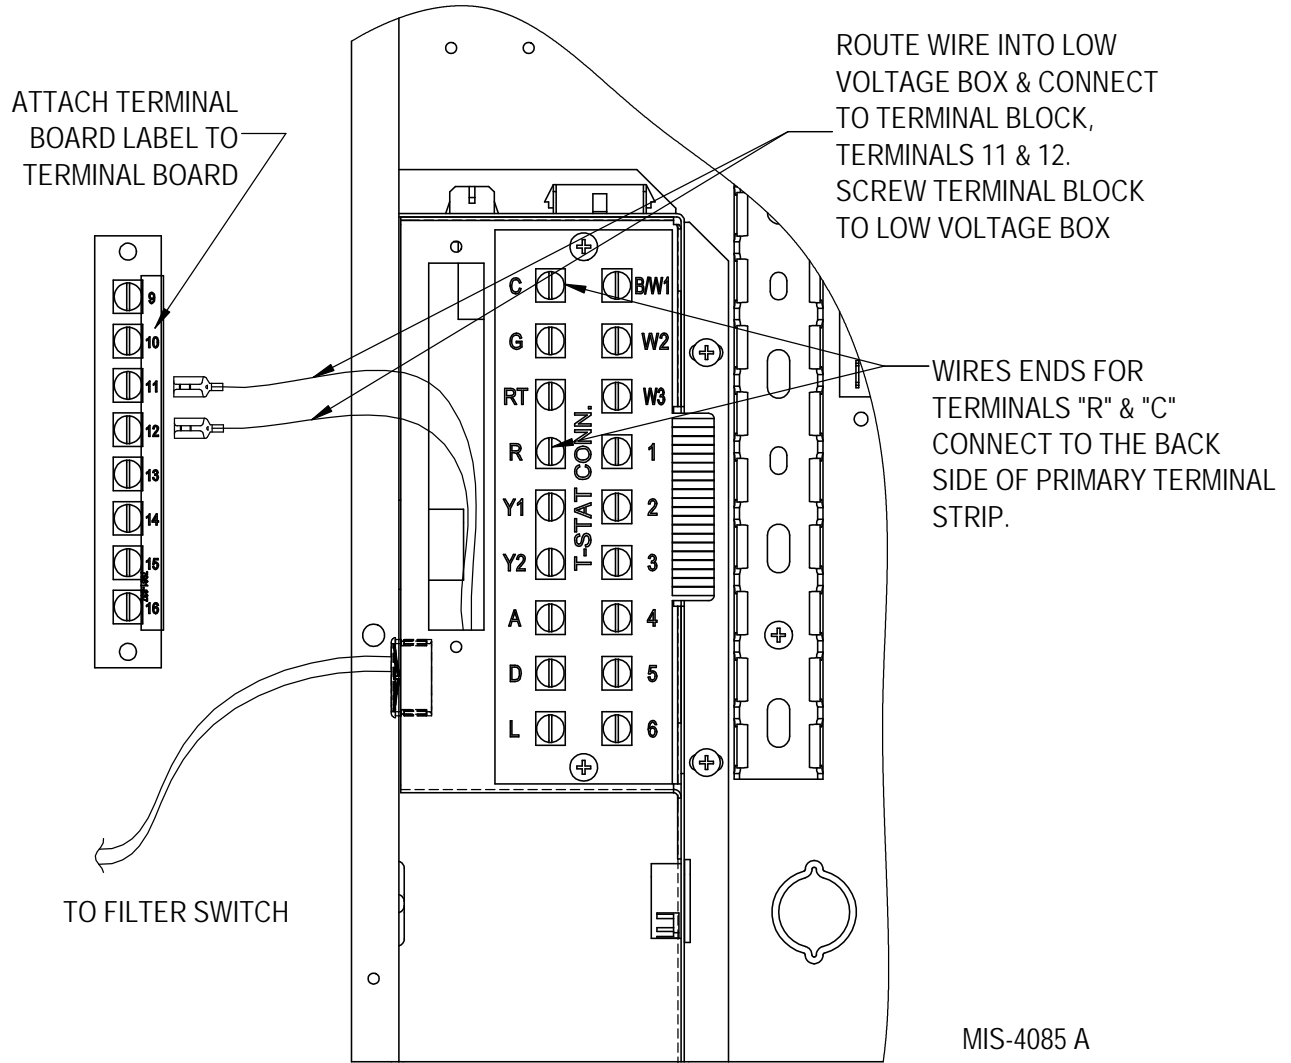 ROUTE WIRE INTO LOW
VOLTAGE BOX & CONNECT
TO TERMINAL BLOCK,
TERMINALS 11 & 12.
SCREW TERMINAL BLOCK
TO LOW VOLTAGE BOX
ATTACH TERMINAL
BOARD LABEL TO
TERMINAL BOARD
9
10
11
12
13
14
15
16
C
G
RT
R
Y1
Y2
A
D
L
T-STAT CONN.
B/W1
W2
W3
1
2
3
4
5
6
WIRES ENDS FOR
TERMINALS "R" & "C"
CONNECT TO THE BACK
SIDE OF PRIMARY TERMINAL
STRIP.
TO FILTER SWITCH
MIS-4085 A